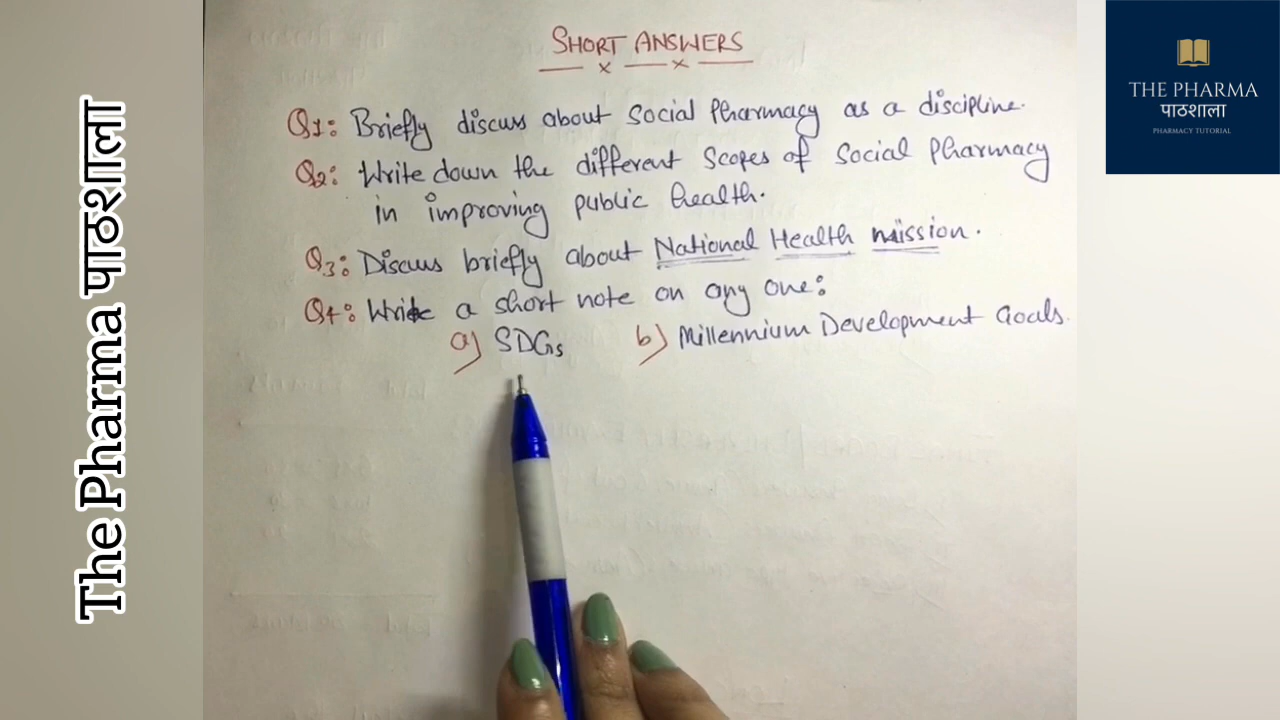 SHORT ANSWERS
Q1: Briefly discuss about Social Pharmacy as a discipline.
Q2: Write down the different Scopes of Social Pharmacy
in improving public health.
Q3: Discuss briefly about National Health mission.
Q4: Write a short note on any one:
a) SDGs b) Millennium Development Goals.
The Pharma पाठशाला
THE PHARMA
पाठशाला
PHARMACY TUTORIAL